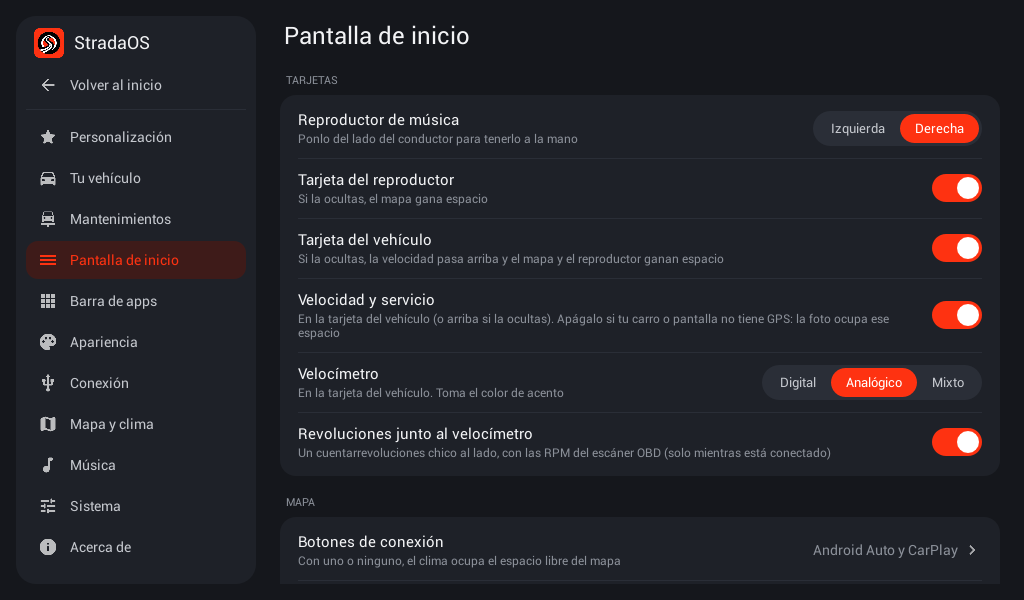 StradaOS
Volver al inicio
Personalización
Tu vehículo
Mantenimientos
Pantalla de inicio
Barra de apps
Apariencia
Conexión
Mapa y clima
Música
Sistema
Acerca de
Pantalla de inicio
TARJETAS
Reproductor de música
Ponlo del lado del conductor para tenerlo a la mano
Izquierda Derecha
Tarjeta del reproductor
Si la ocultas, el mapa gana espacio
Tarjeta del vehículo
Si la ocultas, la velocidad pasa arriba y el mapa y el reproductor ganan espacio
Velocidad y servicio
En la tarjeta del vehículo (o arriba si la ocultas). Apágalo si tu carro o pantalla no tiene GPS: la foto ocupa ese
espacio
Velocímetro
En la tarjeta del vehículo. Toma el color de acento
Digital Analógico Mixto
Revoluciones junto al velocímetro
Un cuentarrevoluciones chico al lado, con las RPM del escáner OBD (solo mientras está conectado)
MAPA
Botones de conexión
Con uno o ninguno, el clima ocupa el espacio libre del mapa
Android Auto y CarPlay